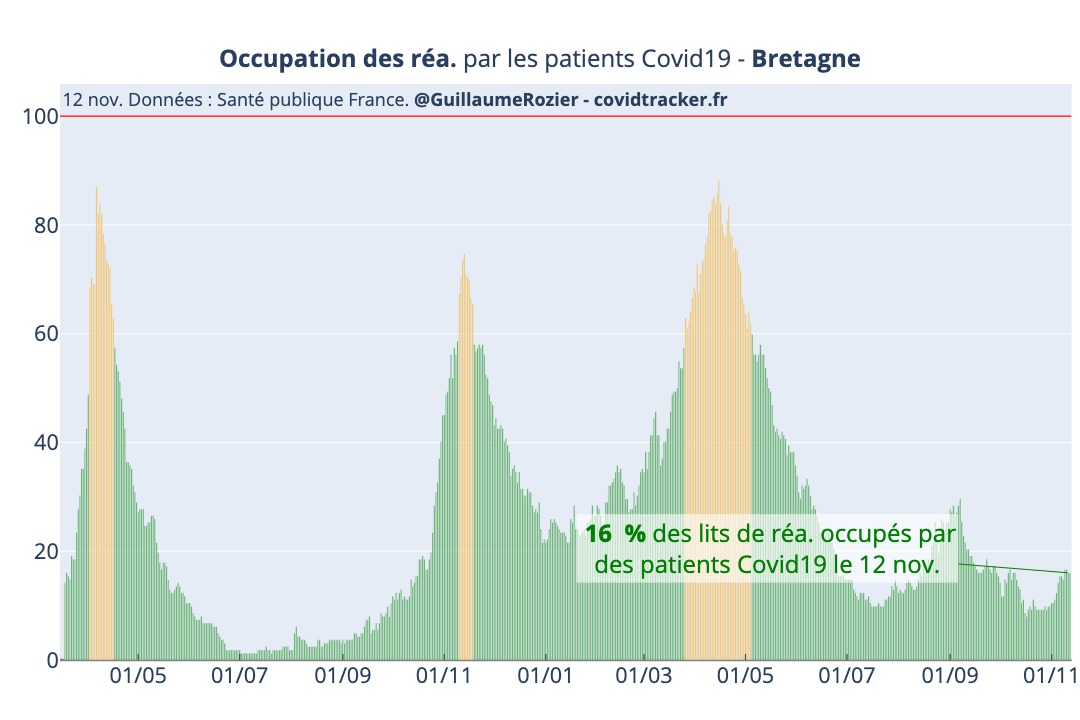 Occupation des réa. par les patients Covid19 - Bretagne
12 nov. Données : Santé publique France. @GuillaumeRozier - covidtracker.fr
100
80
60
40
20
0
16 % des lits de réa. occupés par
des patients Covid19 le 12 nov.
01/05 01/07 01/09 01/11 01/01 01/03 01/05 01/07 01/09 01/11